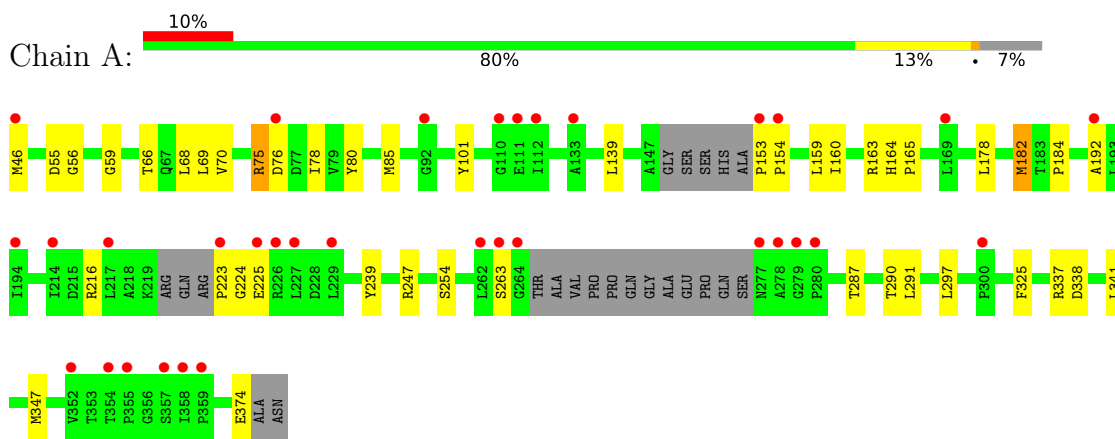 10%
Chain A:
80% 13% • 7%
M46 D55 G56 G59 T66 Q67 L68 L69 V70 R75 D76 D77 I78 V79 Y80 M85 G92 Y101 G110 E111 I112 A133 L139 A147 GLY SER SER HIS ALA P153 P154 L159 I160 R163 H164 P165 L169 L178 M182 T183 P184 A192 L193
I194 I214 D215 R216 L217 A218 K219 ARG GLN ARG P223 G224 E225 R226 L227 D228 L229 Y239 R247 S254 L262 S263 G264 THR ALA VAL PRO PRO GLN GLY ALA GLU PRO GLN SER N277 A278 G279 P280 T287 T290 L291 L297 P300 F325 R337 D338 L341
M347 V352 T353 T354 P355 G356 S357 I358 P359 E374 ALA ASN